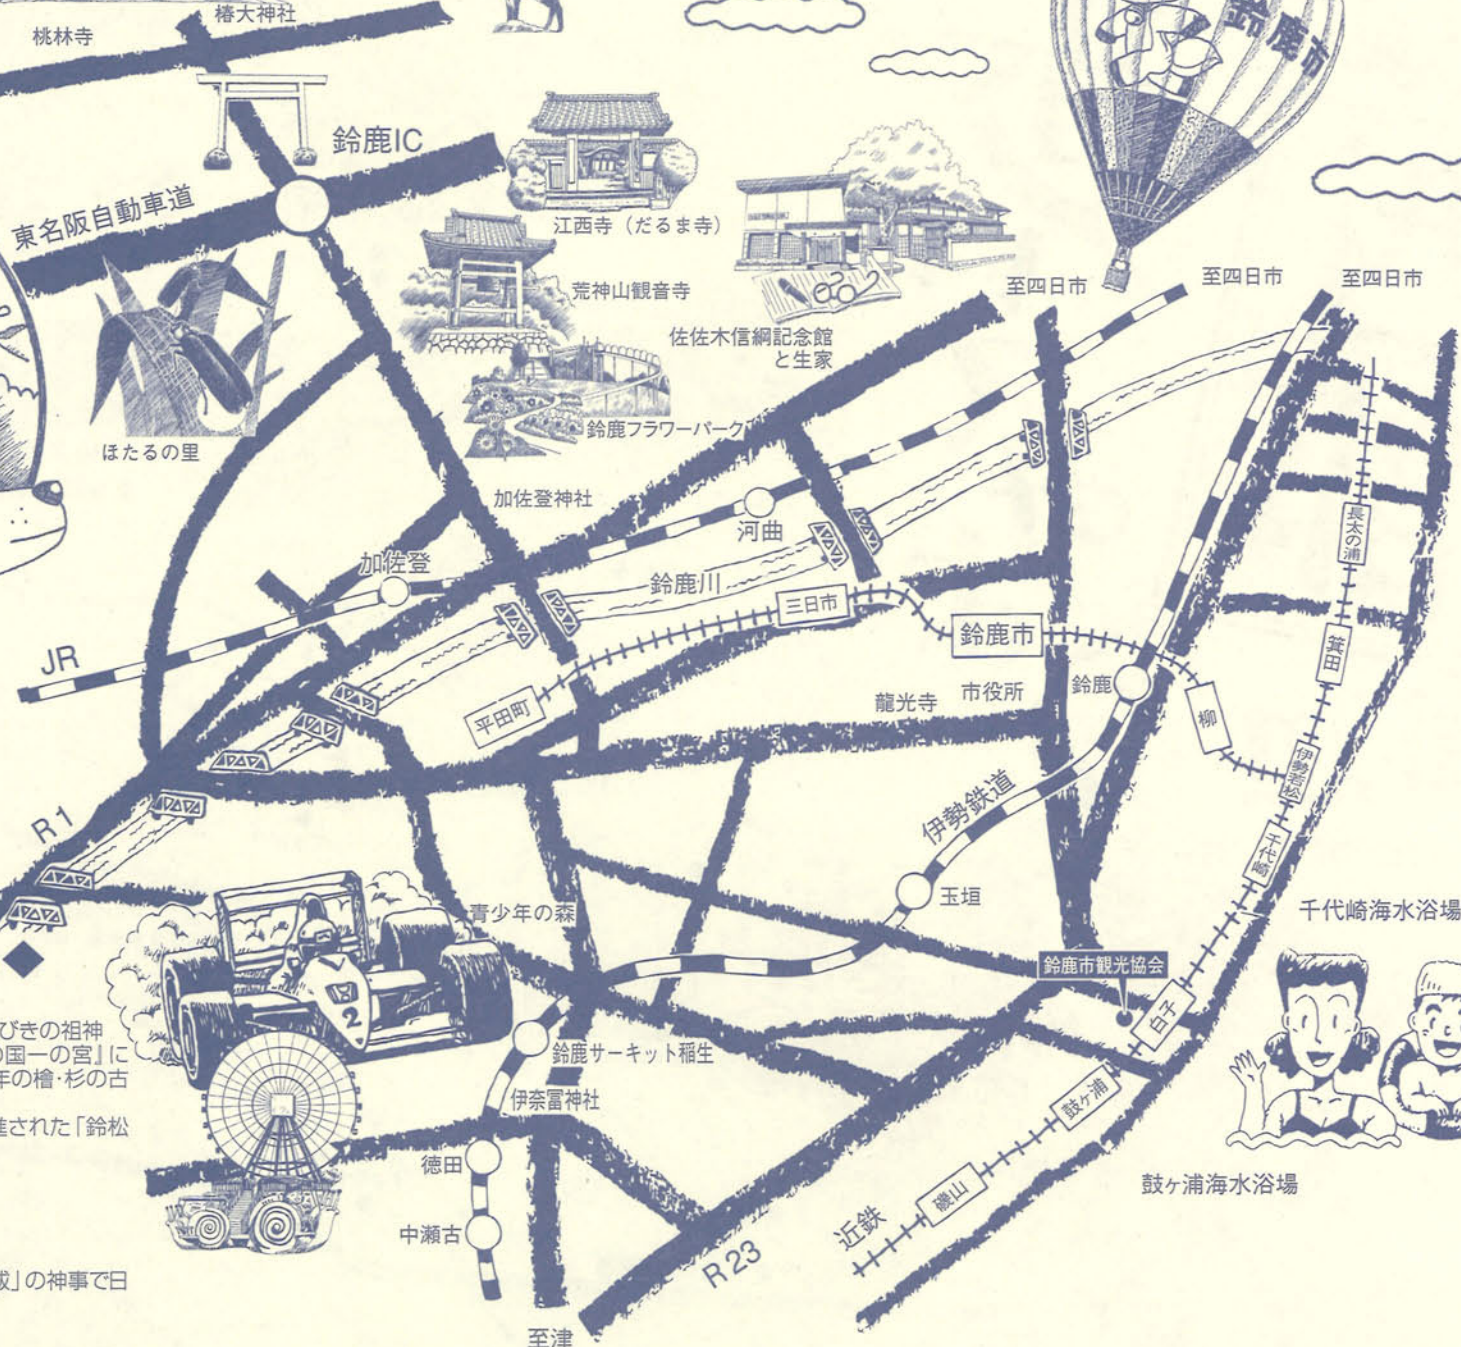 椿大神社
桃林寺
鈴鹿市
鈴鹿IC
東名阪自動車道
江西寺（だるま寺）
荒神山観音寺
至四日市
至四日市
至四日市
佐佐木信綱記念館
と生家
鈴鹿フラワーパーク
ほたるの里
加佐登神社
河曲
長太の浦
加佐登
鈴鹿川
三日市
鈴鹿市
箕田
JR
平田町
龍光寺
市役所
鈴鹿
柳
伊勢若松
R1
伊勢鉄道
千代崎
玉垣
青少年の森
千代崎海水浴場
鈴鹿市観光協会
2
白子
びきの祖神
国一の宮』に
年の檜・杉の古
進された「鈴松
鈴鹿サーキット稲生
伊奈冨神社
鼓ヶ浦
徳田
磯山
鼓ヶ浦海水浴場
中瀬古
近鉄
R23
」の神事で日
至津